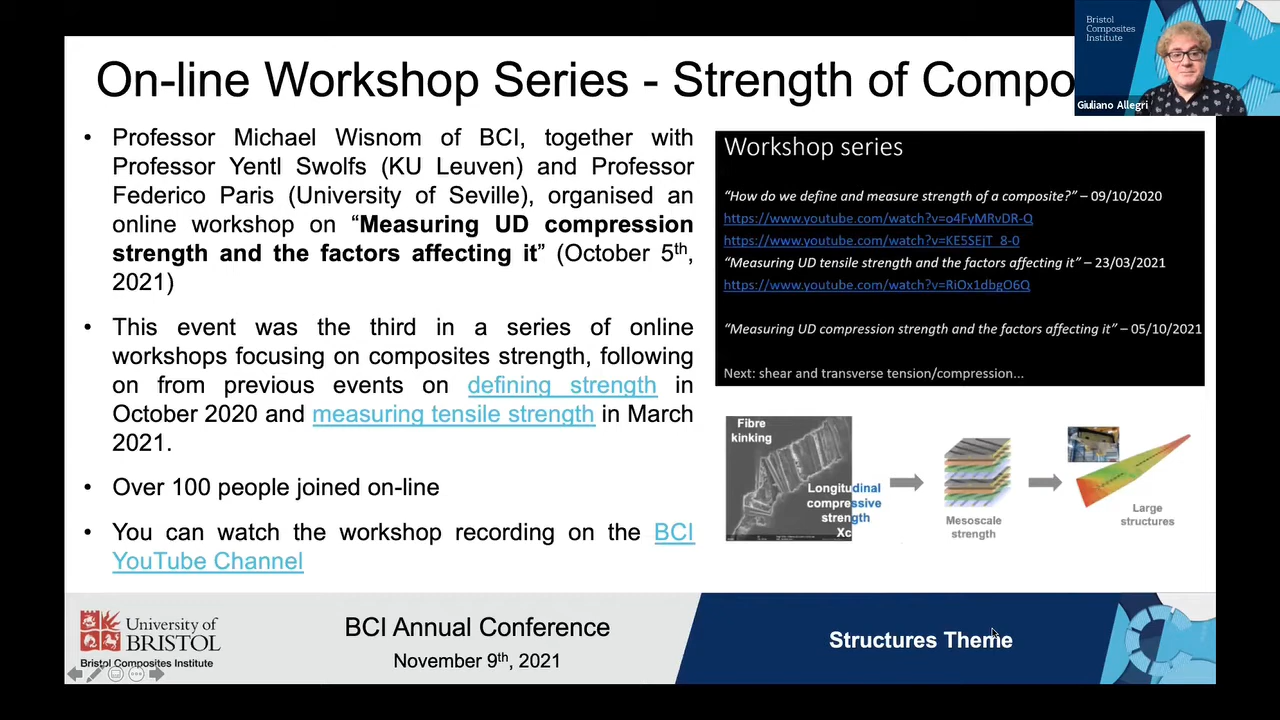 On-line Workshop Series - Strength of Compo
Bristol
Composites
Institute
Giuliano Allegri
• Professor Michael Wisnom of BCI, together with
Professor Yentl Swolfs (KU Leuven) and Professor
Federico Paris (University of Seville), organised an
online workshop on “Measuring UD compression
strength and the factors affecting it” (October 5th,
2021)
• This event was the third in a series of online
workshops focusing on composites strength, following
on from previous events on defining strength in
October 2020 and measuring tensile strength in March
2021.
• Over 100 people joined on-line
• You can watch the workshop recording on the BCI
YouTube Channel
Workshop series
“How do we define and measure strength of a composite?” – 09/10/2020
https://www.youtube.com/watch?v=o4FyMRvDR-Q
https://www.youtube.com/watch?v=KE5SEjT_8-0
“Measuring UD tensile strength and the factors affecting it” – 23/03/2021
https://www.youtube.com/watch?v=RiOx1dbgO6Q
“Measuring UD compression strength and the factors affecting it” – 05/10/2021
Next: shear and transverse tension/compression...
Fibre
kinking
Longitudinal
compressive
strength
Xc
Mesoscale
strength
Large
structures
University of
BRISTOL
Bristol Composites Institute
BCI Annual Conference
November 9th, 2021
Structures Theme